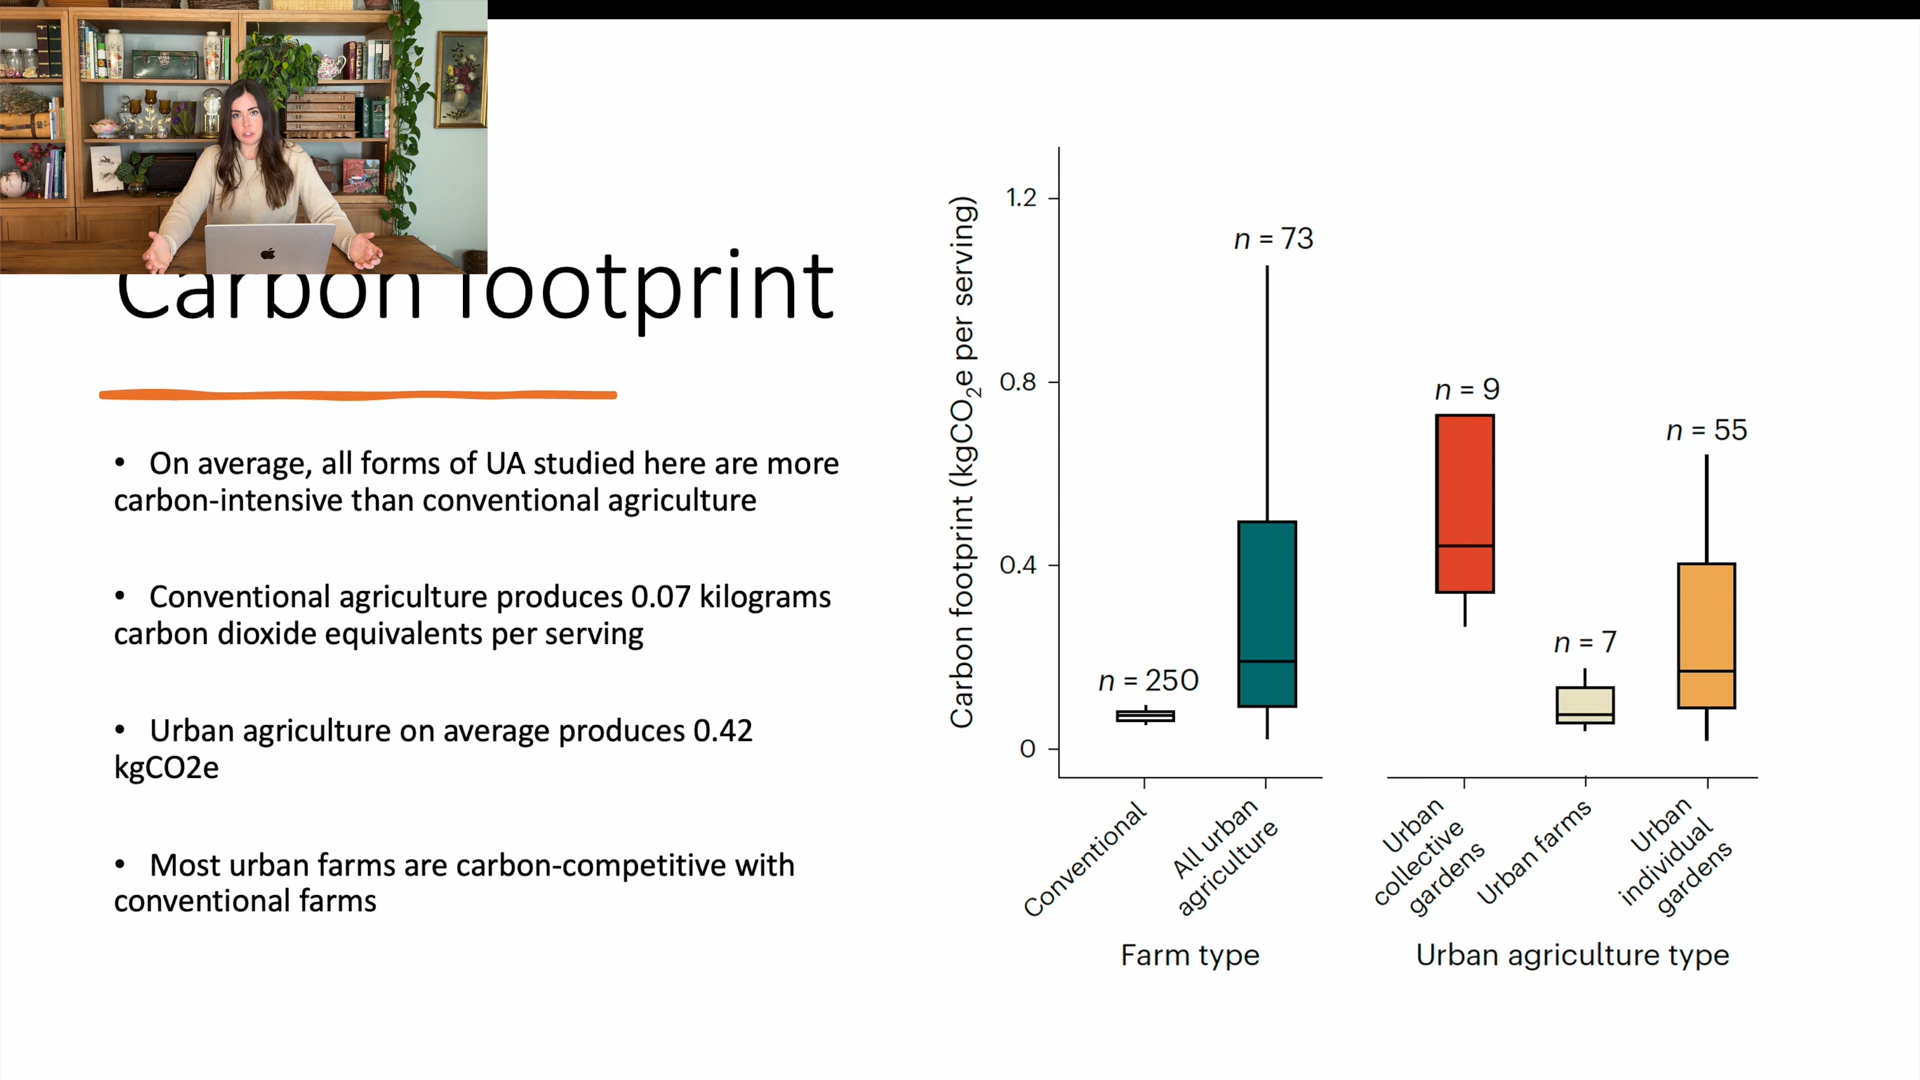 Carbon footprint
• On average, all forms of UA studied here are more
carbon-intensive than conventional agriculture
• Conventional agriculture produces 0.07 kilograms
carbon dioxide equivalents per serving
• Urban agriculture on average produces 0.42
kgCO2e
• Most urban farms are carbon-competitive with
conventional farms
Carbon footprint (kgCO₂e per serving)
1.2
0.8
0.4
0
n = 250
n = 73
n = 9
n = 7
n = 55
Conventional
All urban
agriculture
Urban
collective
gardens
Urban farms
Urban
individual
gardens
Farm type
Urban agriculture type